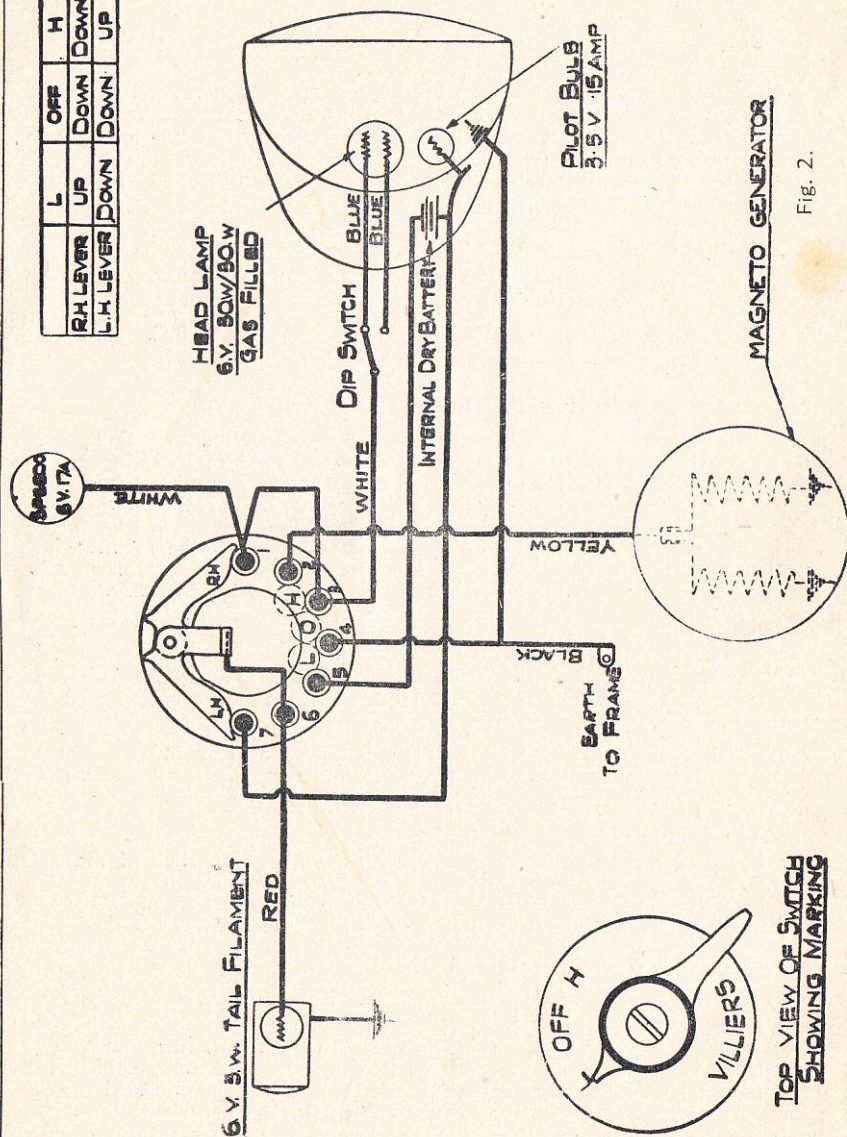 L OFF H
R.H LEVER UP DOWN DOWN
L.H LEVER DOWN DOWN UP
SPEEDO
6V.17A
WHITE
HEAD LAMP
6.V. 30W/30.W
GAS FILLED
DIP SWITCH
BLUE
BLUE
WHITE
INTERNAL DRY BATTERY
PILOT BULB
3·5 V ·15 AMP
RH
LH
H
O
L
1
2
3
4
5
6
7
YELLOW
BLACK
EARTH
TO FRAME
MAGNETO GENERATOR
Fig. 2.
6.V. 3.W. TAIL FILAMENT
RED
L OFF H
VILLIERS
TOP VIEW OF SWITCH
SHOWING MARKING